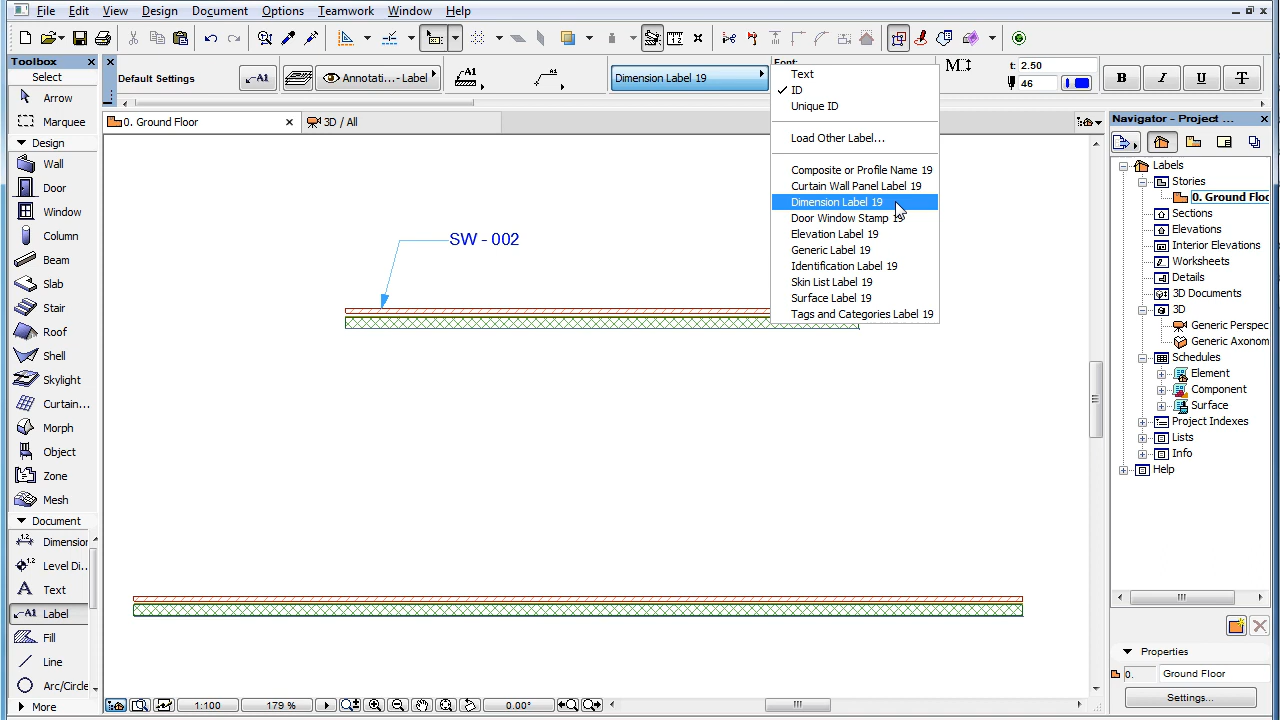 File Edit View Design Document Options Teamwork Window Help
Toolbox
Select
Arrow
Marquee
Design
Wall
Door
Window
Column
Beam
Slab
Stair
Roof
Shell
Skylight
Curtain...
Morph
Object
Zone
Mesh
Document
Dimension
Level Di...
Text
Label
Fill
Line
Arc/Circle
More
Default Settings
Annotati...-Label
Dimension Label 19
Font:
t: 2.50
46
B I U T
0. Ground Floor
3D / All
Text
ID
Unique ID
Load Other Label...
Composite or Profile Name 19
Curtain Wall Panel Label 19
Dimension Label 19
Door Window Stamp 19
Elevation Label 19
Generic Label 19
Identification Label 19
Skin List Label 19
Surface Label 19
Tags and Categories Label 19
SW - 002
1:100
179 %
0.00°
Navigator - Project ...
Labels
Stories
0. Ground Floo
Sections
Elevations
Interior Elevations
Worksheets
Details
3D Documents
3D
Generic Perspec
Generic Axonom
Schedules
Element
Component
Surface
Project Indexes
Lists
Info
Help
Properties
0. Ground Floor
Settings...